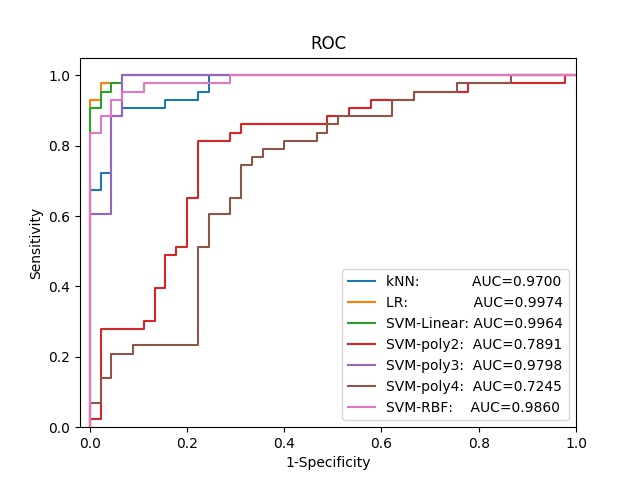 ROC
1.0
0.8
0.6
0.4
0.2
0.0
Sensitivity
kNN: AUC=0.9700
LR: AUC=0.9974
SVM-Linear: AUC=0.9964
SVM-poly2: AUC=0.7891
SVM-poly3: AUC=0.9798
SVM-poly4: AUC=0.7245
SVM-RBF: AUC=0.9860
0.0 0.2 0.4 0.6 0.8 1.0
1-Specificity